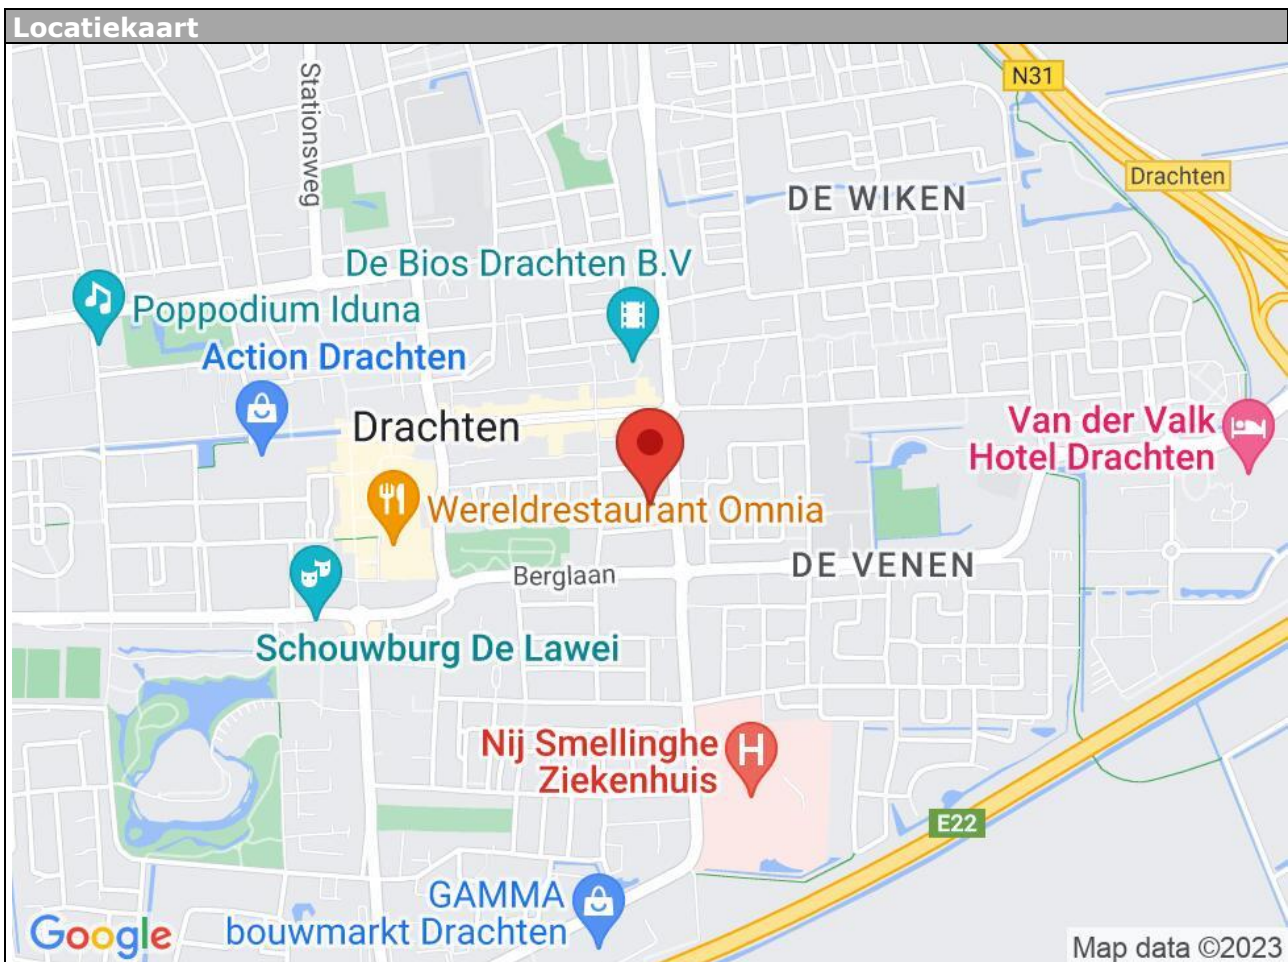 Locatiekaart
N31
Stationsweg
Drachten
DE WIKEN
De Bios Drachten B.V
Poppodium Iduna
Action Drachten
Drachten
Van der Valk
Hotel Drachten
Wereldrestaurant Omnia
Berglaan
DE VENEN
Schouwburg De Lawei
Nij Smellinghe
Ziekenhuis
H
E22
GAMMA
bouwmarkt Drachten
Google
Map data ©2023